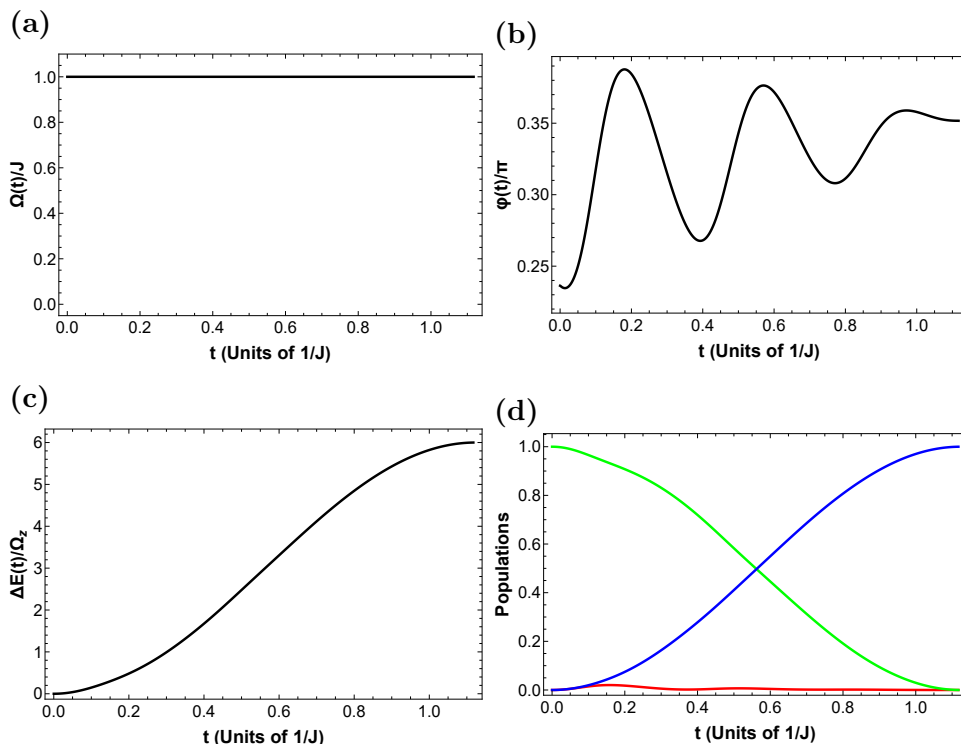 (a)
Ω(t)/J
1.0
0.8
0.6
0.4
0.2
0.0
0.0 0.2 0.4 0.6 0.8 1.0
t (Units of 1/J)
(b)
φ(t)/π
0.35
0.30
0.25
0.0 0.2 0.4 0.6 0.8 1.0
t (Units of 1/J)
(c)
ΔE(t)/Ωz
6
5
4
3
2
1
0
0.0 0.2 0.4 0.6 0.8 1.0
t (Units of 1/J)
(d)
Populations
1.0
0.8
0.6
0.4
0.2
0.0
0.0 0.2 0.4 0.6 0.8 1.0
t (Units of 1/J)